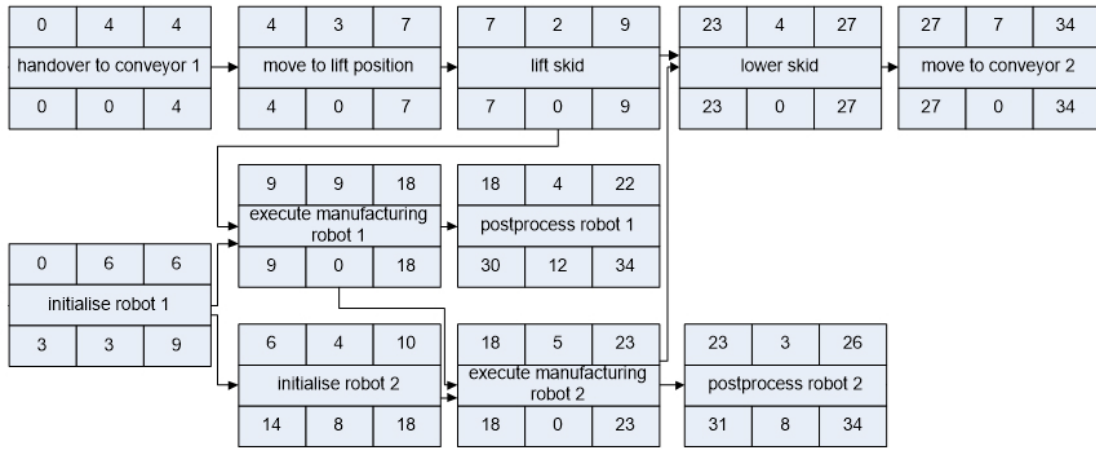 0 4 4
handover to conveyor 1
0 0 4
4 3 7
move to lift position
4 0 7
7 2 9
lift skid
7 0 9
23 4 27
lower skid
23 0 27
27 7 34
move to conveyor 2
27 0 34
9 9 18
execute manufacturing
robot 1
9 0 18
18 4 22
postprocess robot 1
30 12 34
0 6 6
initialise robot 1
3 3 9
6 4 10
initialise robot 2
14 8 18
18 5 23
execute manufacturing
robot 2
18 0 23
23 3 26
postprocess robot 2
31 8 34